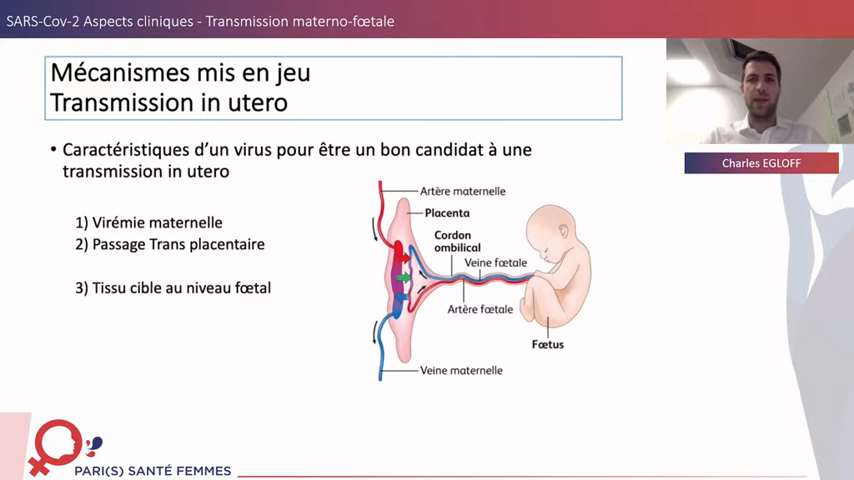 SARS-Cov-2 Aspects cliniques - Transmission materno-fœtale
Mécanismes mis en jeu
Transmission in utero
• Caractéristiques d'un virus pour être un bon candidat à une
transmission in utero
1) Virémie maternelle
2) Passage Trans placentaire
3) Tissu cible au niveau fœtal
Artère maternelle
Placenta
Cordon
ombilical
Veine fœtale
Artère fœtale
Fœtus
Veine maternelle
Charles EGLOFF
PARI(S) SANTÉ FEMMES